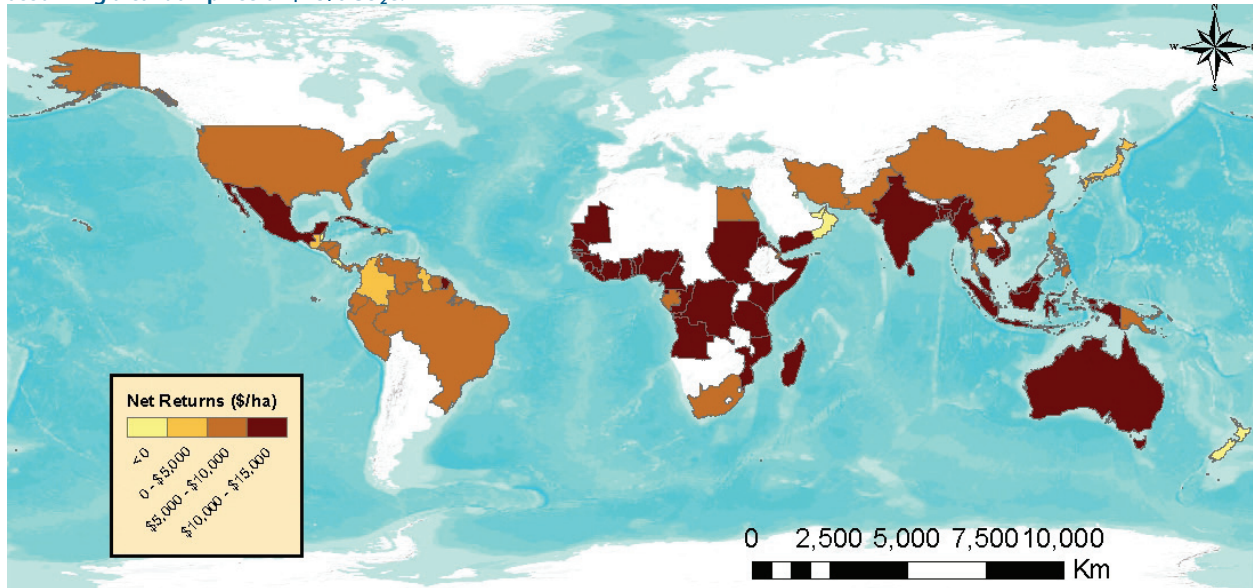 N
W
S
Net Returns ($/ha)
<0
0 - $5,000
$5,000 - $10,000
$10,000 - $15,000
0 2,500 5,000 7,500 10,000
Km